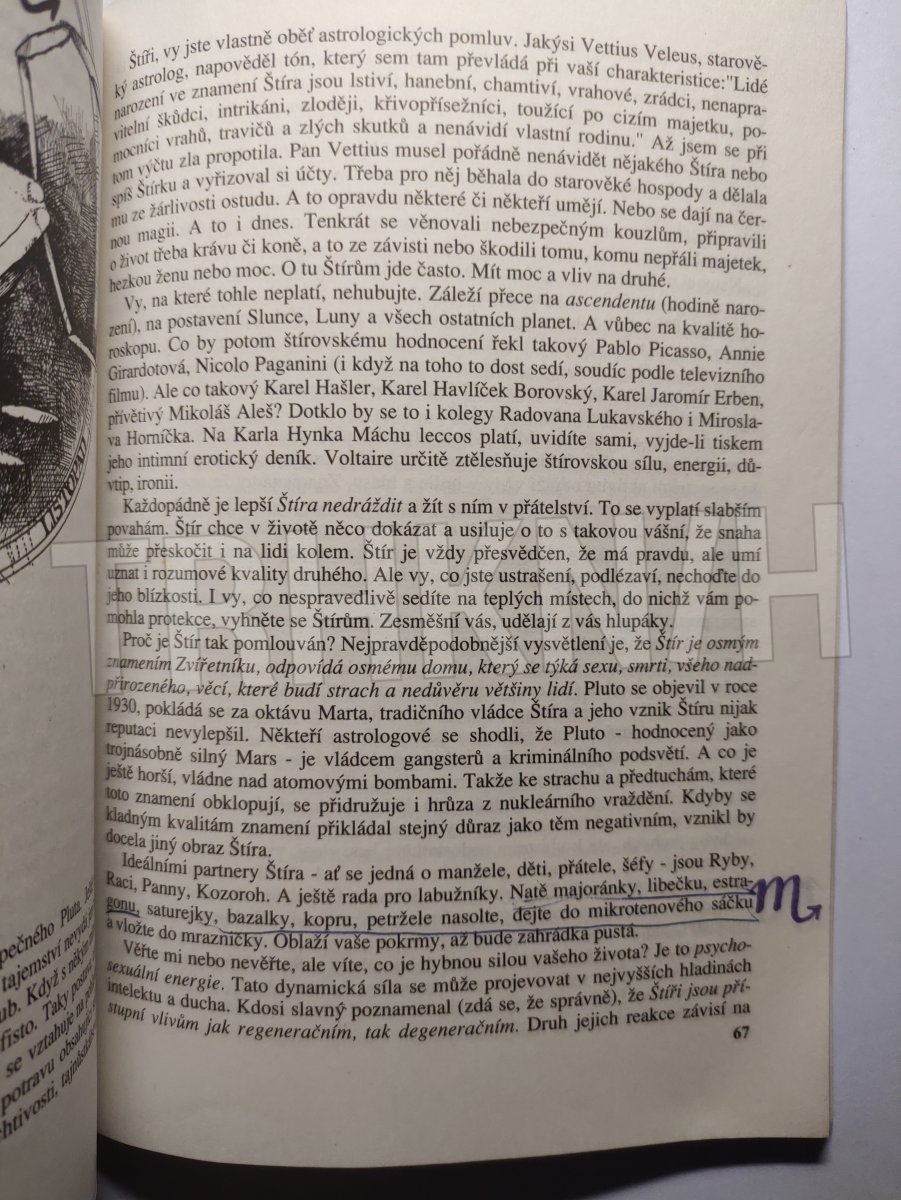 Štíři, vy jste vlastně oběť astrologických pomluv. Jakýsi Vettius Veleus, starově-
ký astrolog, napověděl tón, který sem tam převládá při vaší charakteristice:"Lidé
narození ve znamení Štíra jsou lstiví, hanební, chamtiví, vrahové, zrádci, nenapra-
vitelní škůdci, intrikáni, zloději, křivopřísežníci, toužící po cizím majetku, po-
mocníci vrahů, travičů a zlých skutků a nenávidí vlastní rodinu." Až jsem se při
tom výčtu zla propotila. Pan Vettius musel pořádně nenávidět nějakého Štíra nebo
spíš Štírku a vyřizoval si účty. Třeba pro něj běhala do starověké hospody a dělala
mu ze žárlivosti ostudu. A to opravdu některé či někteří umějí. Nebo se dají na čer-
nou magii. A to i dnes. Tenkrát se věnovali nebezpečným kouzlům, připravili
o život třeba krávu či koně, a to ze závisti nebo škodili tomu, komu nepřáli majetek,
hezkou ženu nebo moc. O tu Štírům jde často. Mít moc a vliv na druhé.
Vy, na které tohle neplatí, nehubujte. Záleží přece na ascendentu (hodině naro-
zení), na postavení Slunce, Luny a všech ostatních planet. A vůbec na kvalitě ho-
roskopu. Co by potom štírovskému hodnocení řekl takový Pablo Picasso, Annie
Girardotová, Nicolo Paganini (i když na toho to dost sedí, soudíc podle televizního
filmu). Ale co takový Karel Hašler, Karel Havlíček Borovský, Karel Jaromír Erben,
přívětivý Mikoláš Aleš? Dotklo by se to i kolegy Radovana Lukavského i Mirosla-
va Horníčka. Na Karla Hynka Máchu leccos platí, uvidíte sami, vyjde-li tiskem
jeho intimní erotický deník. Voltaire určitě ztělesňuje štírovskou sílu, energii, dů-
vtip, ironii.
Každopádně je lepší Štíra nedráždit a žít s ním v přátelství. To se vyplatí slabším
povahám. Štír chce v životě něco dokázat a usiluje o to s takovou vášní, že snaha
může přeskočit i na lidi kolem. Štír je vždy přesvědčen, že má pravdu, ale umí
uznat i rozumové kvality druhého. Ale vy, co jste ustrašení, podlézaví, nechoďte do
jeho blízkosti. I vy, co nespravedlivě sedíte na teplých místech, do nichž vám po-
mohla protekce, vyhněte se Štírům. Zesměšní vás, udělají z vás hlupáky.
Proč je Štír tak pomlouván? Nejpravděpodobnější vysvětlení je, že Štír je osmým
znamením Zvířetníku, odpovídá osmému domu, který se týká sexu, smrti, všeho nad-
přirozeného, věcí, které budí strach a nedůvěru většiny lidí. Pluto se objevil v roce
1930, pokládá se za oktávu Marta, tradičního vládce Štíra a jeho vznik Štíru nijak
reputaci nevylepšil. Někteří astrologové se shodli, že Pluto - hodnocený jako
trojnásobně silný Mars - je vládcem gangsterů a kriminálního podsvětí. A co je
ještě horší, vládne nad atomovými bombami. Takže ke strachu a předtuchám, které
toto znamení obklopují, se přidružuje i hrůza z nukleárního vraždění. Kdyby se
kladným kvalitám znamení přikládal stejný důraz jako těm negativním, vznikl by
docela jiný obraz Štíra.
Ideálními partnery Štíra - ať se jedná o manžele, děti, přátele, šéfy - jsou Ryby,
Raci, Panny, Kozoroh. A ještě rada pro labužníky. Natě majoránky, libečku, estra-
gonu, saturejky, bazalky, kopru, petržele nasolte, dejte do mikrotenového sáčku
a vložte do mrazničky. Oblaží vaše pokrmy, až bude zahrádka pustá.
Věřte mi nebo nevěřte, ale víte, co je hybnou silou vašeho života? Je to psycho-
sexuální energie. Tato dynamická síla se může projevovat v nejvyšších hladinách
intelektu a ducha. Kdosi slavný poznamenal (zdá se, že správně), že Štíři jsou pří-
stupní vlivům jak regeneračním, tak degeneračním. Druh jejich reakce závisí na
67
LISTOPAD
pečného Pluta.
tajemství nevydá
ub. Když s někým
fisto. Taky postav
se vztahuje na
potravu obsahující
chtivosti,
TRHKNIH